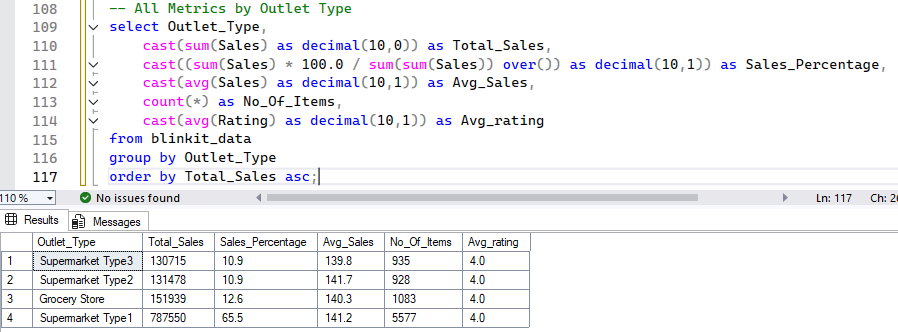 108 -- All Metrics by Outlet Type
109 select Outlet_Type,
110 cast(sum(Sales) as decimal(10,0)) as Total_Sales,
111 cast((sum(Sales) * 100.0 / sum(sum(Sales)) over()) as decimal(10,1)) as Sales_Percentage,
112 cast(avg(Sales) as decimal(10,1)) as Avg_Sales,
113 count(*) as No_Of_Items,
114 cast(avg(Rating) as decimal(10,1)) as Avg_rating
115 from blinkit_data
116 group by Outlet_Type
117 order by Total_Sales asc;
110 % No issues found Ln: 117 Ch: 26
Results Messages
Outlet_Type Total_Sales Sales_Percentage Avg_Sales No_Of_Items Avg_rating
1 Supermarket Type3 130715 10.9 139.8 935 4.0
2 Supermarket Type2 131478 10.9 141.7 928 4.0
3 Grocery Store 151939 12.6 140.3 1083 4.0
4 Supermarket Type1 787550 65.5 141.2 5577 4.0